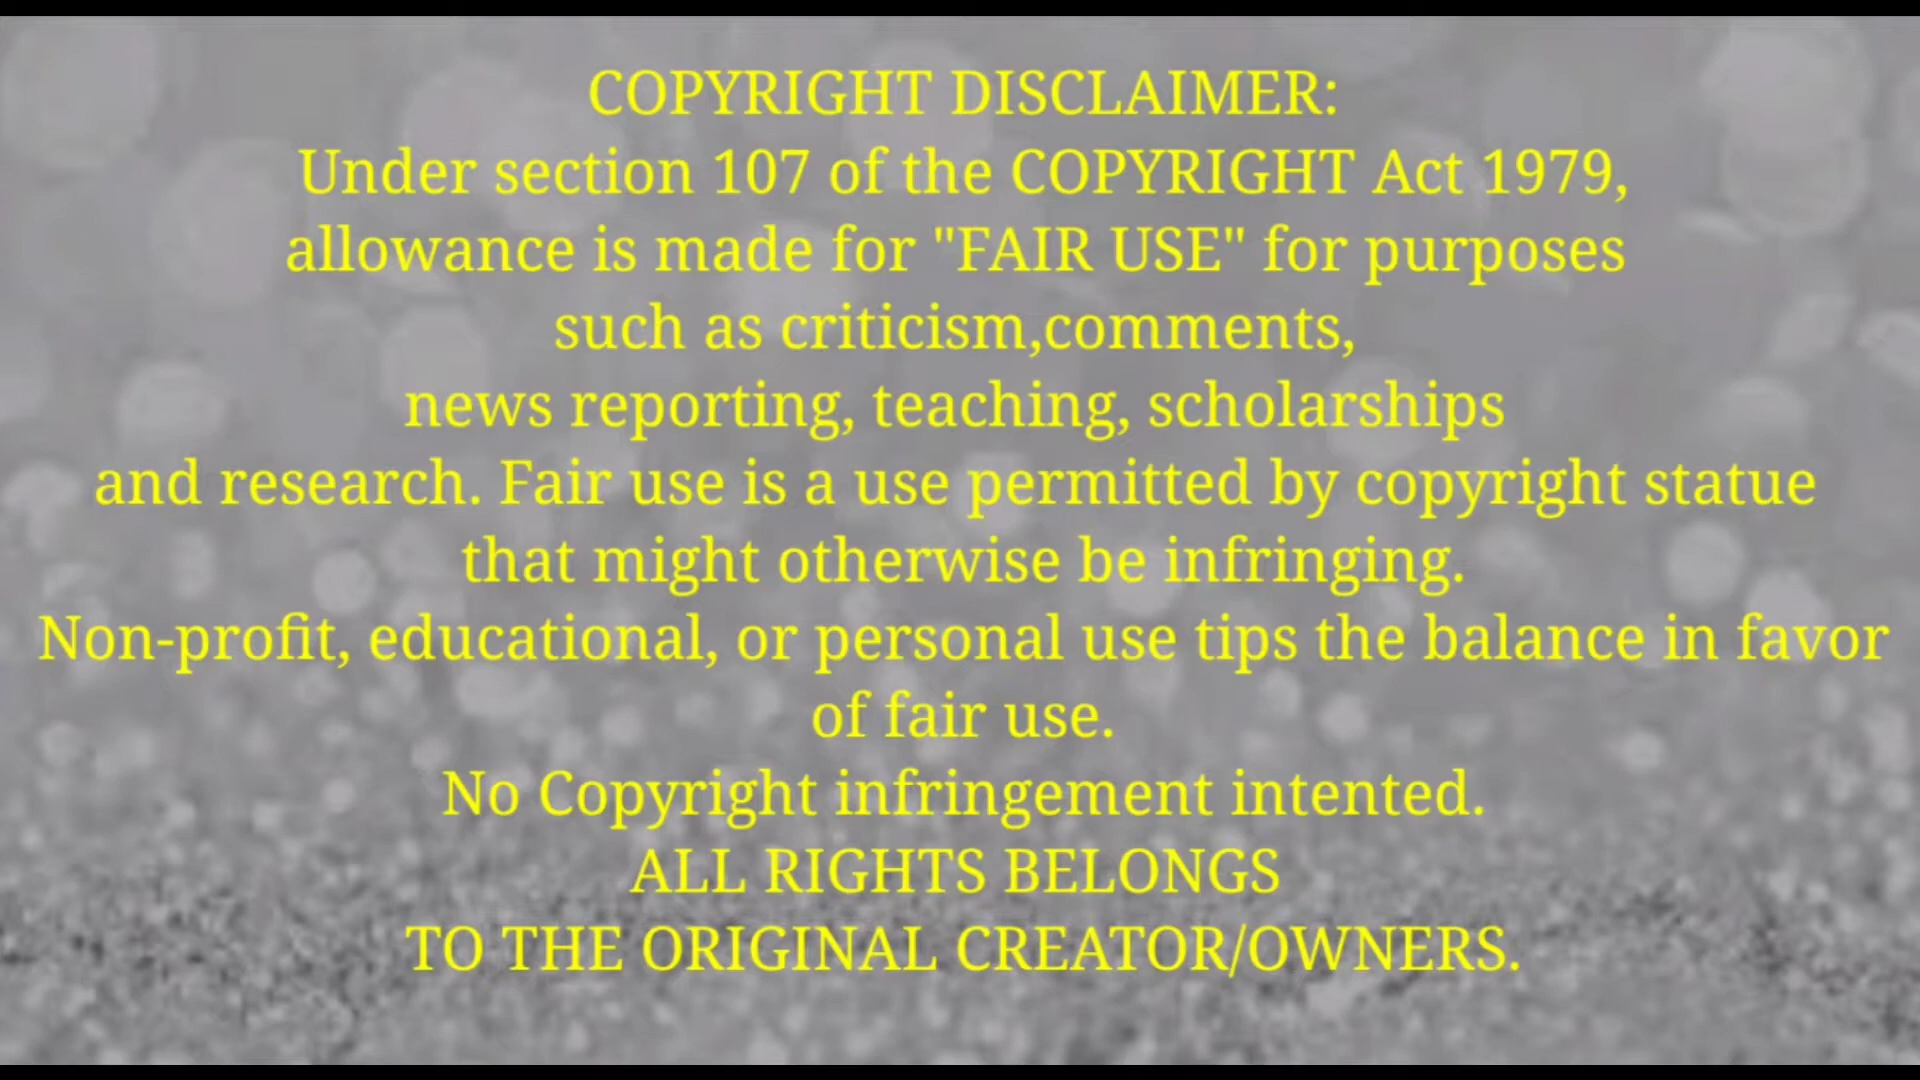 COPYRIGHT DISCLAIMER:
Under section 107 of the COPYRIGHT Act 1979,
allowance is made for "FAIR USE" for purposes
such as criticism,comments,
news reporting, teaching, scholarships
and research. Fair use is a use permitted by copyright statue
that might otherwise be infringing.
Non-profit, educational, or personal use tips the balance in favor
of fair use.
No Copyright infringement intented.
ALL RIGHTS BELONGS
TO THE ORIGINAL CREATOR/OWNERS.